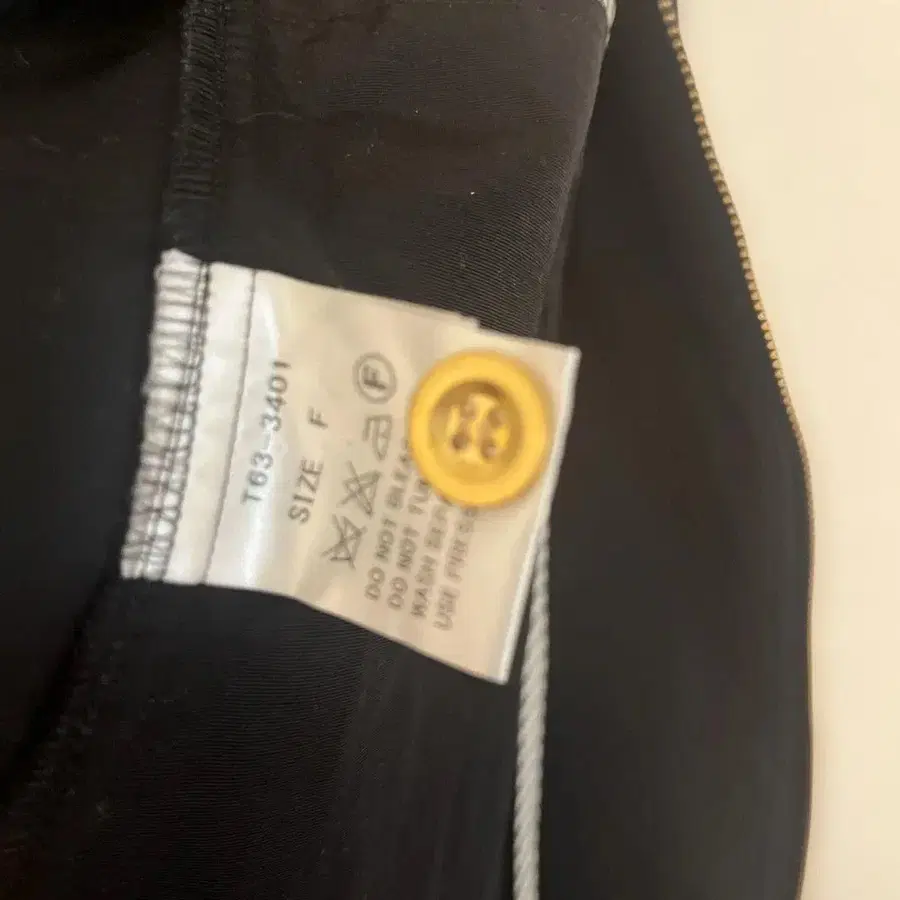 T63-3401
SIZE F
F
DO NOT
DO NOT
WASH
USE